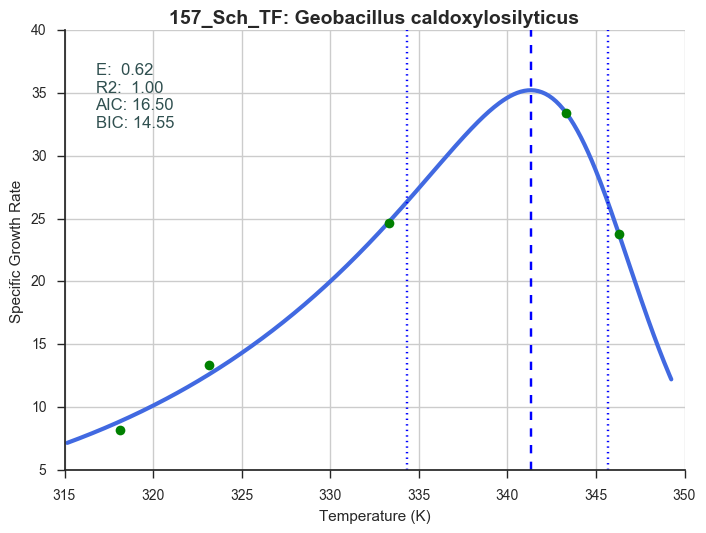 157_Sch_TF: Geobacillus caldoxylosilyticus
E:  0.62
R2:  1.00
AIC: 16.50
BIC: 14.55
Specific Growth Rate
40
35
30
25
20
15
10
5
315 320 325 330 335 340 345 350
Temperature (K)